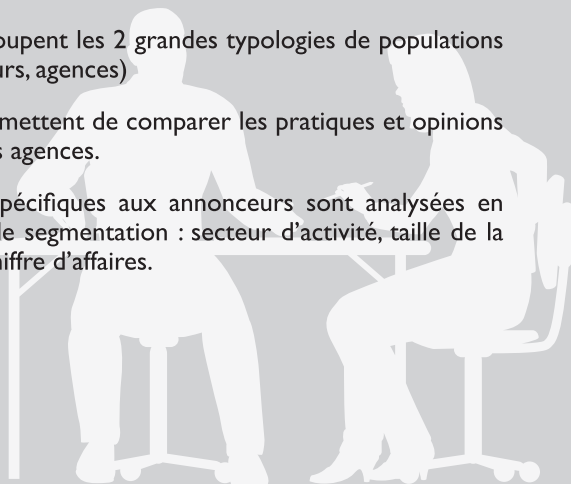 oupent les 2 grandes typologies de populations
urs, agences)
mettent de comparer les pratiques et opinions
s agences.
pécifiques aux annonceurs sont analysées en
le segmentation : secteur d’activité, taille de la
hiffre d’affaires.